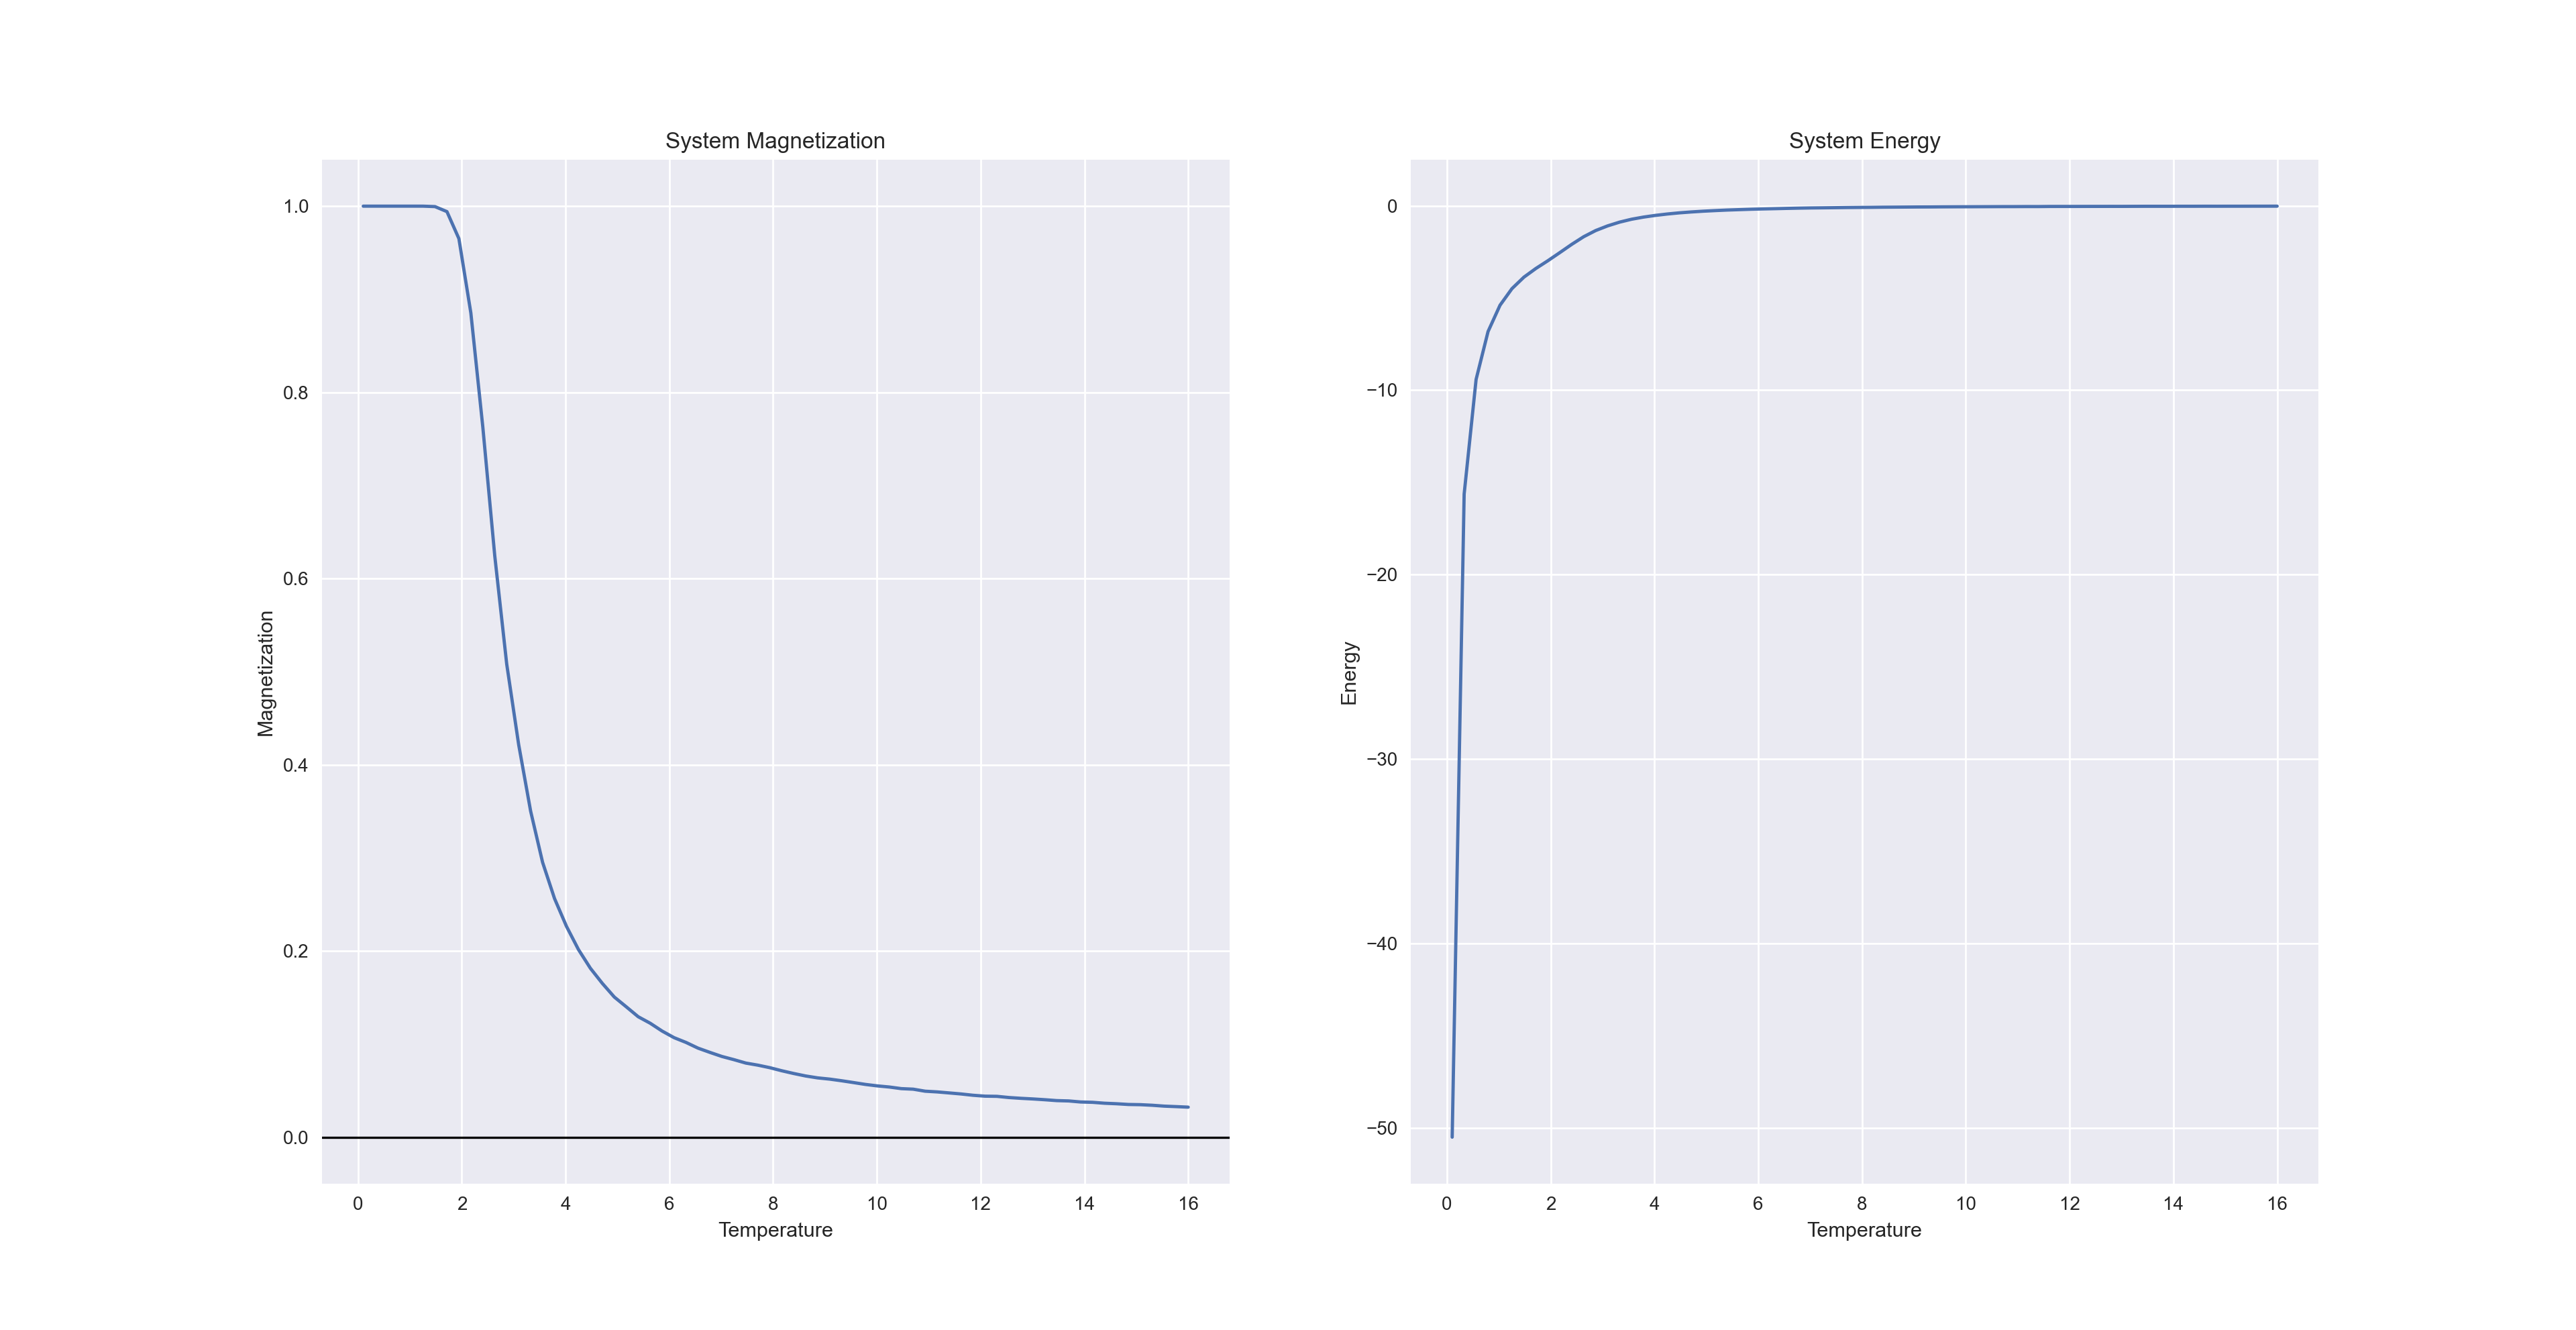 System Magnetization
1.0
0.8
0.6
0.4
0.2
0.0
Magnetization
0 2 4 6 8 10 12 14 16
Temperature
System Energy
0
−10
−20
−30
−40
−50
Energy
0 2 4 6 8 10 12 14 16
Temperature